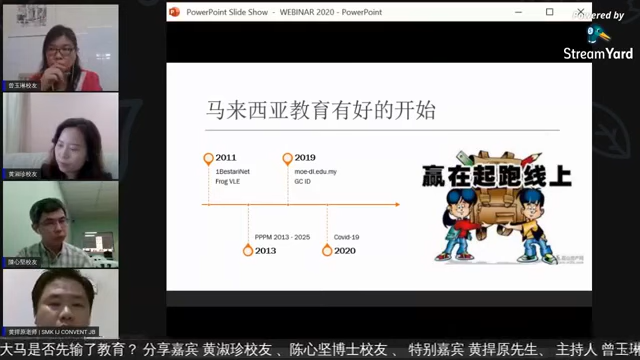 PowerPoint Slide Show - WEBINAR 2020 - PowerPoint
Powered by
StreamYard
曾玉琳校友
黄淑珍校友
陳心坚校友
黄捍原老师 | SMK IJ CONVENT JB
马来西亚教育有好的开始
2011
1BestariNet
Frog VLE
2019
moe-dl.edu.my
GC ID
PPPM 2013 - 2025
2013
Covid-19
2020
赢在起跑线上
大马是否先输了教育？ 分享嘉宾 黄淑珍校友 、陈心坚博士校友 、 特别嘉宾 黄捍原先生、 主持人 曾玉琳